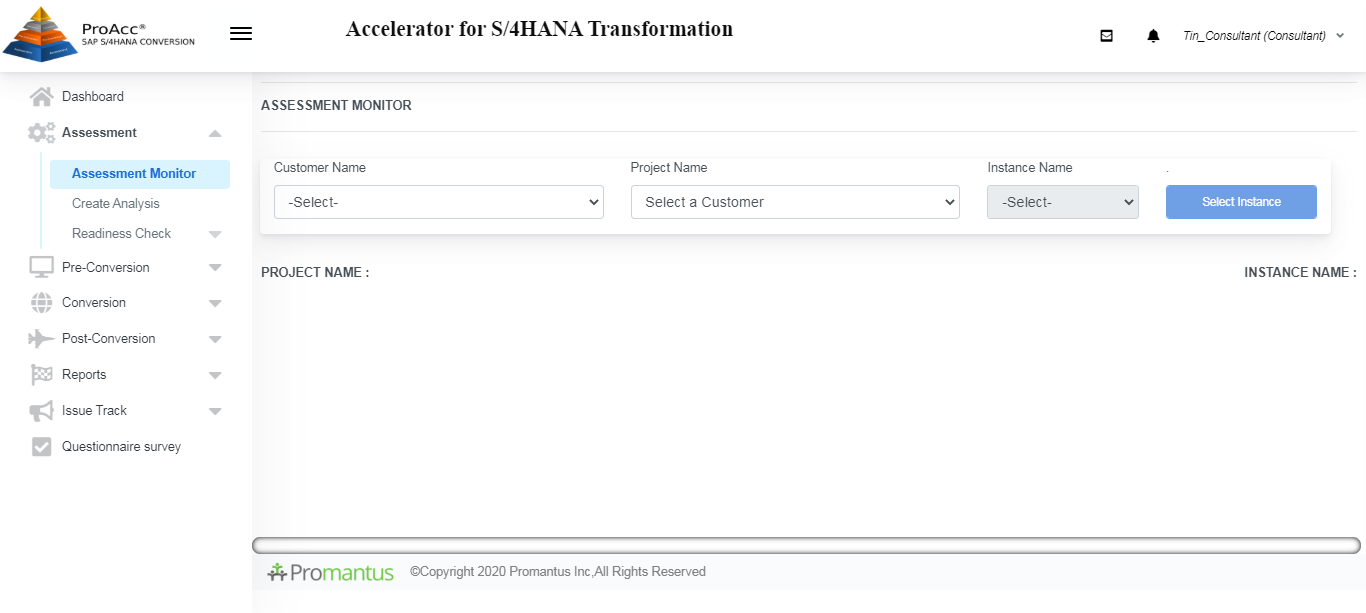 ProAcc®
SAP S/4HANA CONVERSION
Accelerator for S/4HANA Transformation
Tin_Consultant (Consultant)
Dashboard
Assessment
Assessment Monitor
Create Analysis
Readiness Check
Pre-Conversion
Conversion
Post-Conversion
Reports
Issue Track
Questionnaire survey
ASSESSMENT MONITOR
Customer Name
Project Name
Instance Name
.
-Select-
Select a Customer
-Select-
Select Instance
PROJECT NAME :
INSTANCE NAME :
Promantus
©Copyright 2020 Promantus Inc,All Rights Reserved